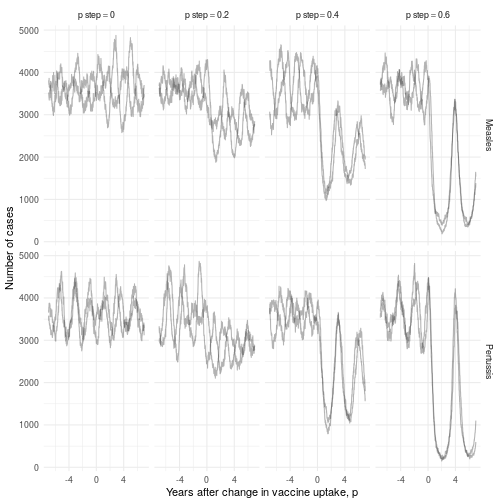 p step = 0 p step = 0.2 p step = 0.4 p step = 0.6
5000
4000
3000
2000
1000
0
Measles
Number of cases
5000
4000
3000
2000
1000
0
Pertussis
-4 0 4 -4 0 4 -4 0 4 -4 0 4
Years after change in vaccine uptake, p